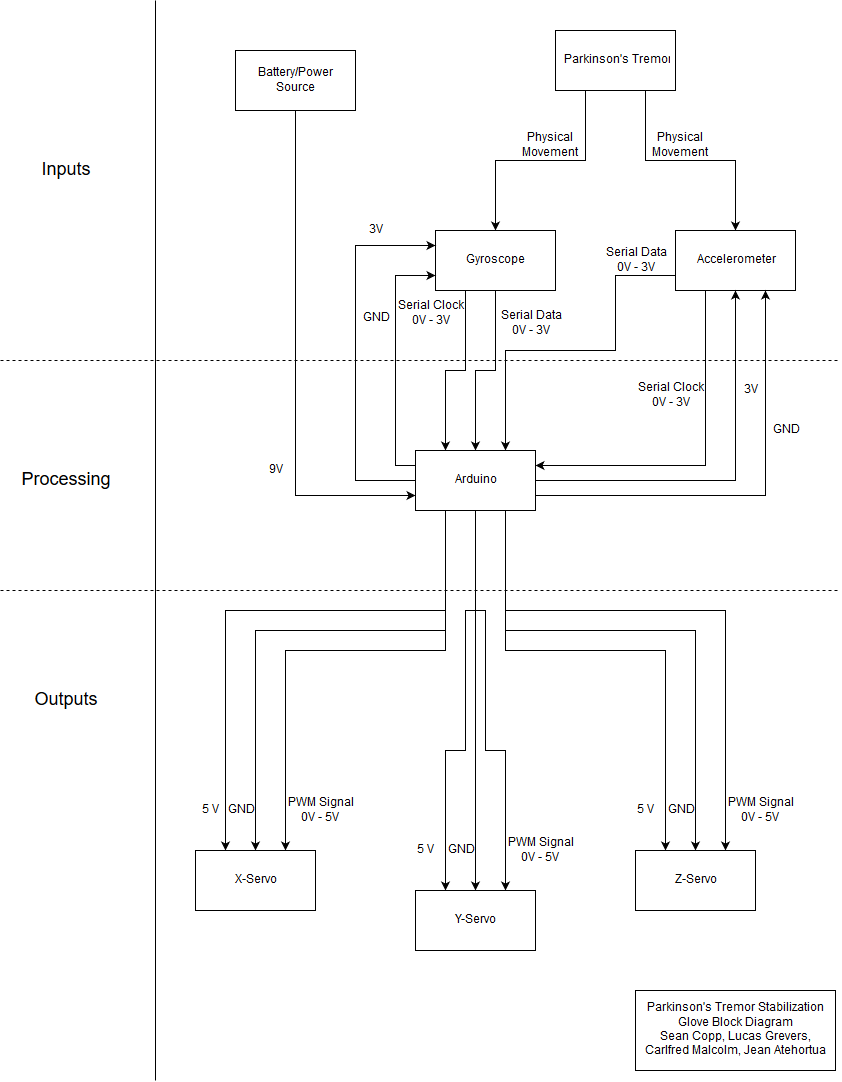 Inputs
Battery/Power
Source
Parkinson's Tremor
Physical
Movement
Physical
Movement
3V
Gyroscope
Serial Data
0V - 3V
Accelerometer
GND
Serial Clock
0V - 3V
Serial Data
0V - 3V
Processing
9V
Arduino
Serial Clock
0V - 3V
3V
GND
Outputs
5 V
GND
PWM Signal
0V - 5V
X-Servo
5 V
GND
PWM Signal
0V - 5V
Y-Servo
5 V
GND
PWM Signal
0V - 5V
Z-Servo
Parkinson's Tremor Stabilization
Glove Block Diagram
Sean Copp, Lucas Grevers,
Carlfred Malcolm, Jean Atehortua